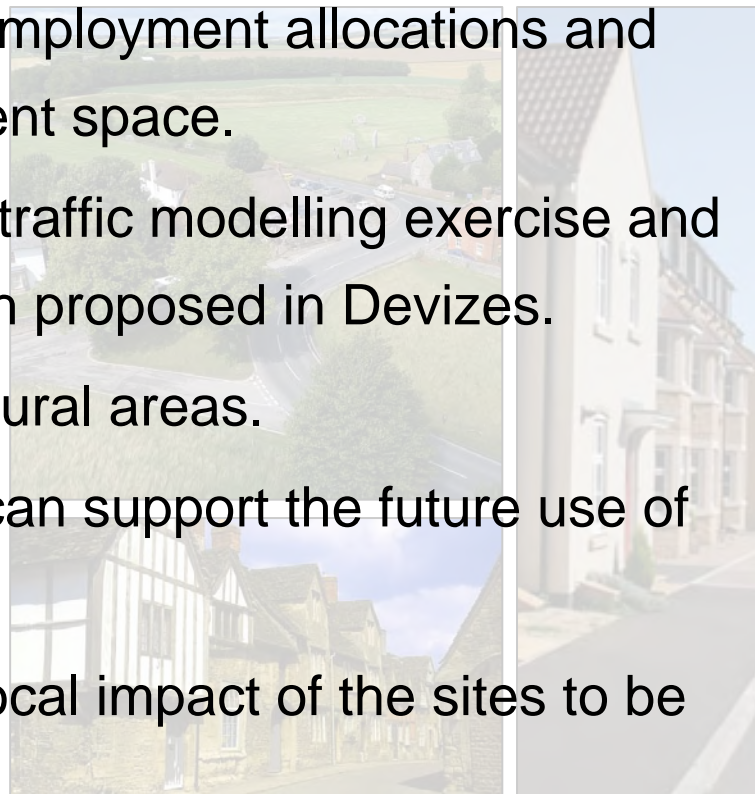 mployment allocations and
ent space.
traffic modelling exercise and
n proposed in Devizes.
ural areas.
can support the future use of
ocal impact of the sites to be